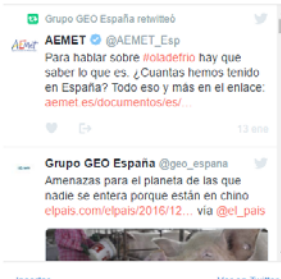 Grupo GEO España retwitteó
AEMET @AEMET_Esp
Para hablar sobre #oladefrio hay que
saber lo que es. ¿Cuantas hemos tenido
en España? Todo eso y más en el enlace:
aemet.es/documentos/es/...
13 ene
Grupo GEO España @geo_espana
Amenazas para el planeta de las que
nadie se entera porque están en chino
elpais.com/elpais/2016/12... vía @el_pais